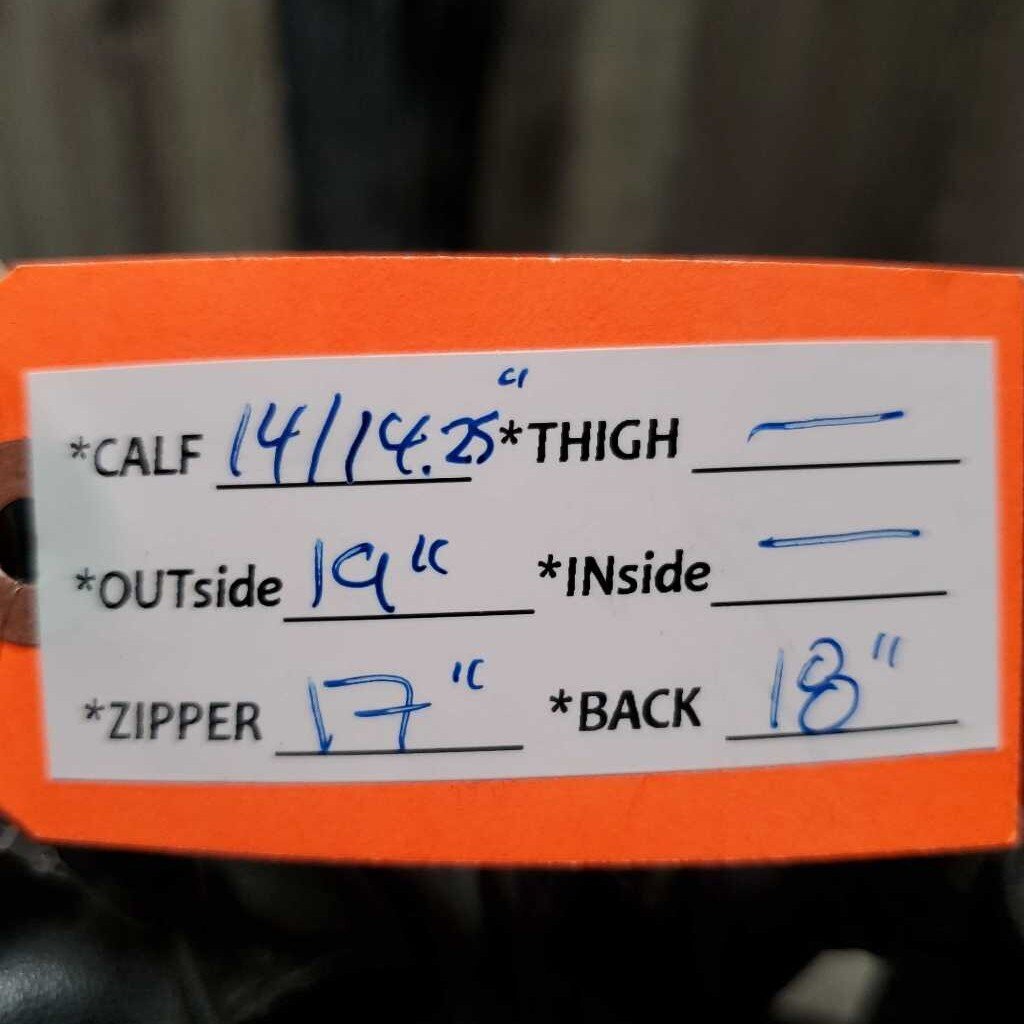 *CALF 14/14.25" *THIGH —
*OUTside 19" *INside —
*ZIPPER 17" *BACK 18"